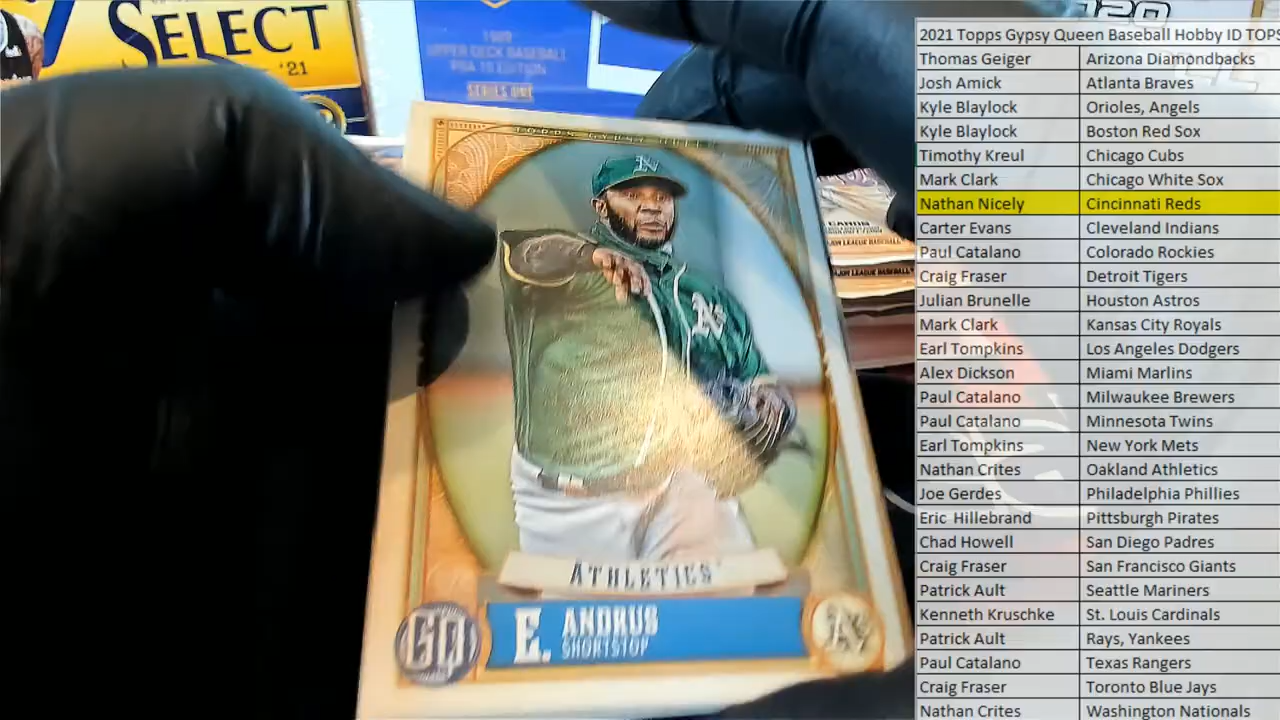 SELECT
'21
1989
UPPER DECK BASEBALL
SERIES ONE
2020
TOPPS GYPSY QUEEN
ATHLETICS
E. ANDRUS
SHORTSTOP
GQ
A's
MAJOR LEAGUE BASEBALL
2021 Topps Gypsy Queen Baseball Hobby ID TOPS
Thomas Geiger Arizona Diamondbacks
Josh Amick Atlanta Braves
Kyle Blaylock Orioles, Angels
Kyle Blaylock Boston Red Sox
Timothy Kreul Chicago Cubs
Mark Clark Chicago White Sox
Nathan Nicely Cincinnati Reds
Carter Evans Cleveland Indians
Paul Catalano Colorado Rockies
Craig Fraser Detroit Tigers
Julian Brunelle Houston Astros
Mark Clark Kansas City Royals
Earl Tompkins Los Angeles Dodgers
Alex Dickson Miami Marlins
Paul Catalano Milwaukee Brewers
Paul Catalano Minnesota Twins
Earl Tompkins New York Mets
Nathan Crites Oakland Athletics
Joe Gerdes Philadelphia Phillies
Eric Hillebrand Pittsburgh Pirates
Chad Howell San Diego Padres
Craig Fraser San Francisco Giants
Patrick Ault Seattle Mariners
Kenneth Kruschke St. Louis Cardinals
Patrick Ault Rays, Yankees
Paul Catalano Texas Rangers
Craig Fraser Toronto Blue Jays
Nathan Crites Washington Nationals